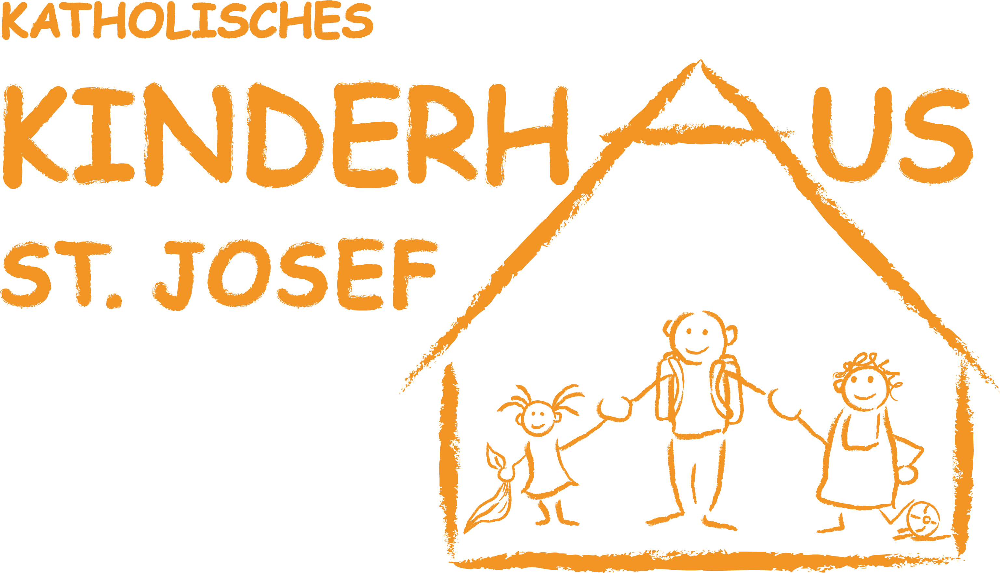 KATHOLISCHES
KINDERHAUS
ST. JOSEF